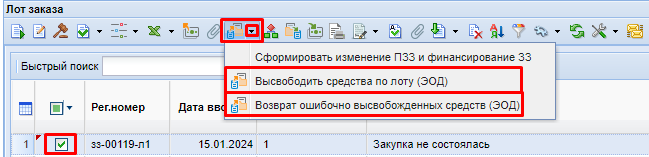 Лот заказа
Сформировать изменение ПЗЗ и финансирование ЗЗ
Быстрый поиск
Высвободить средства по лоту (ЭОД)
Возврат ошибочно высвобожденных средств (ЭОД)
Рег.номер Дата вво
1 зз-00119-л1 15.01.2024 1 Закупка не состоялась